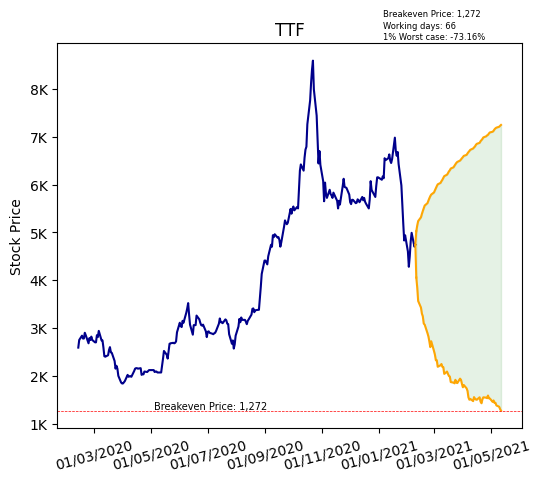 Breakeven Price: 1,272
Working days: 66
1% Worst case: -73.16%
TTF
Stock Price
8K
7K
6K
5K
4K
3K
2K
1K
Breakeven Price: 1,272
01/03/2020
01/05/2020
01/07/2020
01/09/2020
01/11/2020
01/01/2021
01/03/2021
01/05/2021